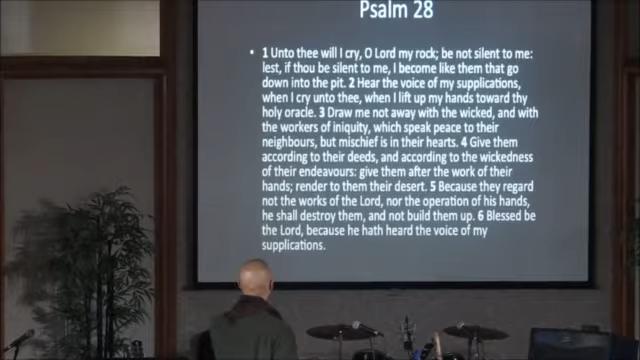 Psalm 28
• 1 Unto thee will I cry, O Lord my rock; be not silent to me:
lest, if thou be silent to me, I become like them that go
down into the pit. 2 Hear the voice of my supplications,
when I cry unto thee, when I lift up my hands toward thy
holy oracle. 3 Draw me not away with the wicked, and with
the workers of iniquity, which speak peace to their
neighbours, but mischief is in their hearts. 4 Give them
according to their deeds, and according to the wickedness
of their endeavours: give them after the work of their
hands; render to them their desert. 5 Because they regard
not the works of the Lord, nor the operation of his hands,
he shall destroy them, and not build them up. 6 Blessed be
the Lord, because he hath heard the voice of my
supplications.